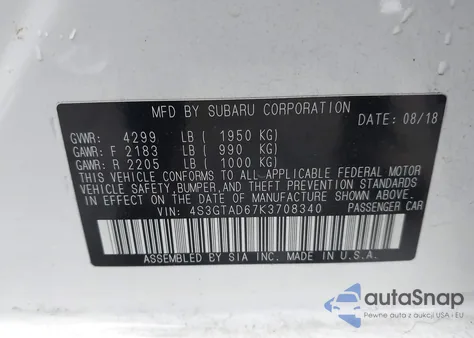 MFD BY SUBARU CORPORATION
DATE: 08/18
GVWR: 4299 LB ( 1950 KG)
GAWR: F 2183 LB ( 990 KG)
GAWR: R 2205 LB ( 1000 KG)
THIS VEHICLE CONFORMS TO ALL APPLICABLE FEDERAL MOTOR
VEHICLE SAFETY, BUMPER, AND THEFT PREVENTION STANDARDS
IN EFFECT ON THE DATE OF MANUFACTURE SHOWN ABOVE.
VIN: 4S3GTAD67K3708340 PASSENGER CAR
ASSEMBLED BY SIA INC. MADE IN U.S.A.
autoSnap
Pewne auta z aukcji USA i EU